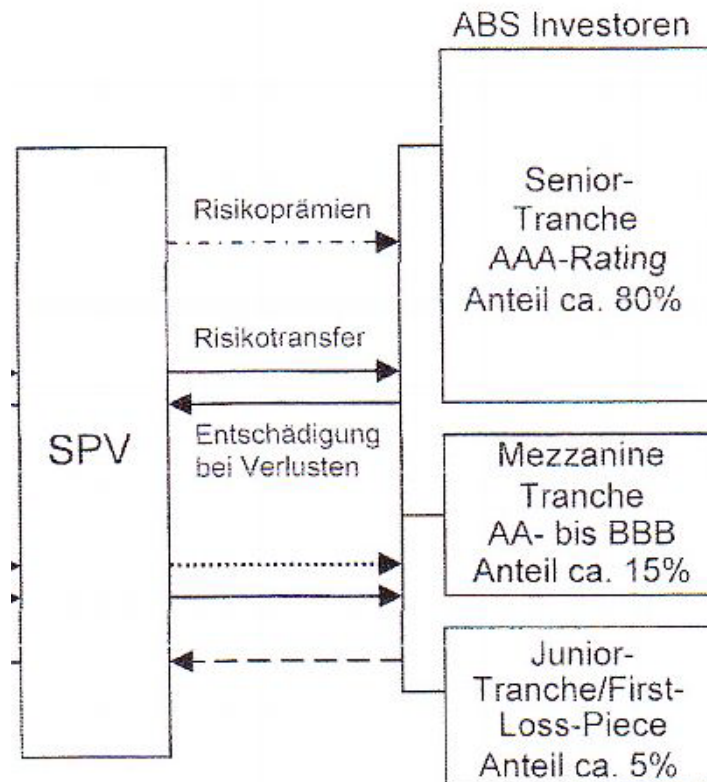 ABS Investoren
Senior-
Tranche
AAA-Rating
Anteil ca. 80%
Risikoprämien
Risikotransfer
SPV
Entschädigung
bei Verlusten
Mezzanine
Tranche
AA- bis BBB
Anteil ca. 15%
Junior-
Tranche/First-
Loss-Piece
Anteil ca. 5%